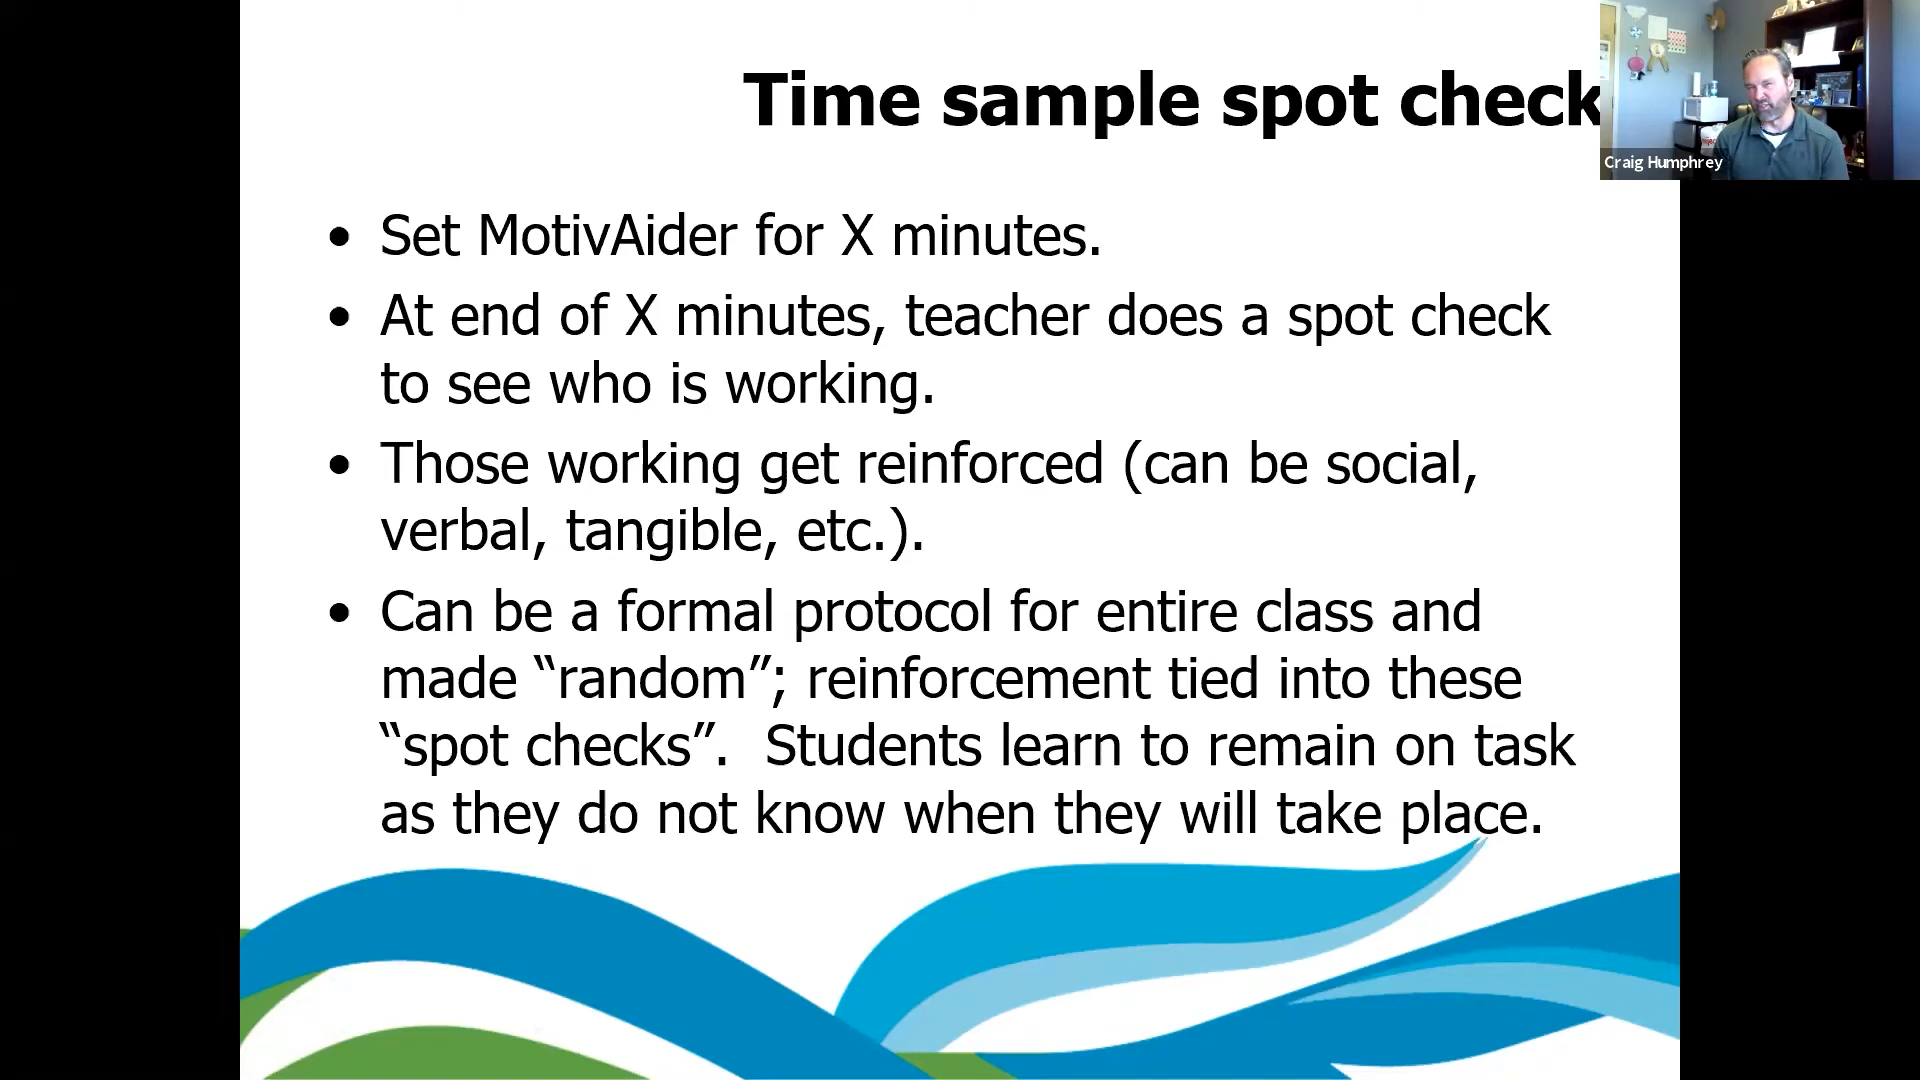 Time sample spot check
Craig Humphrey
• Set MotivAider for X minutes.
• At end of X minutes, teacher does a spot check
to see who is working.
• Those working get reinforced (can be social,
verbal, tangible, etc.).
• Can be a formal protocol for entire class and
made “random”; reinforcement tied into these
“spot checks”.  Students learn to remain on task
as they do not know when they will take place.